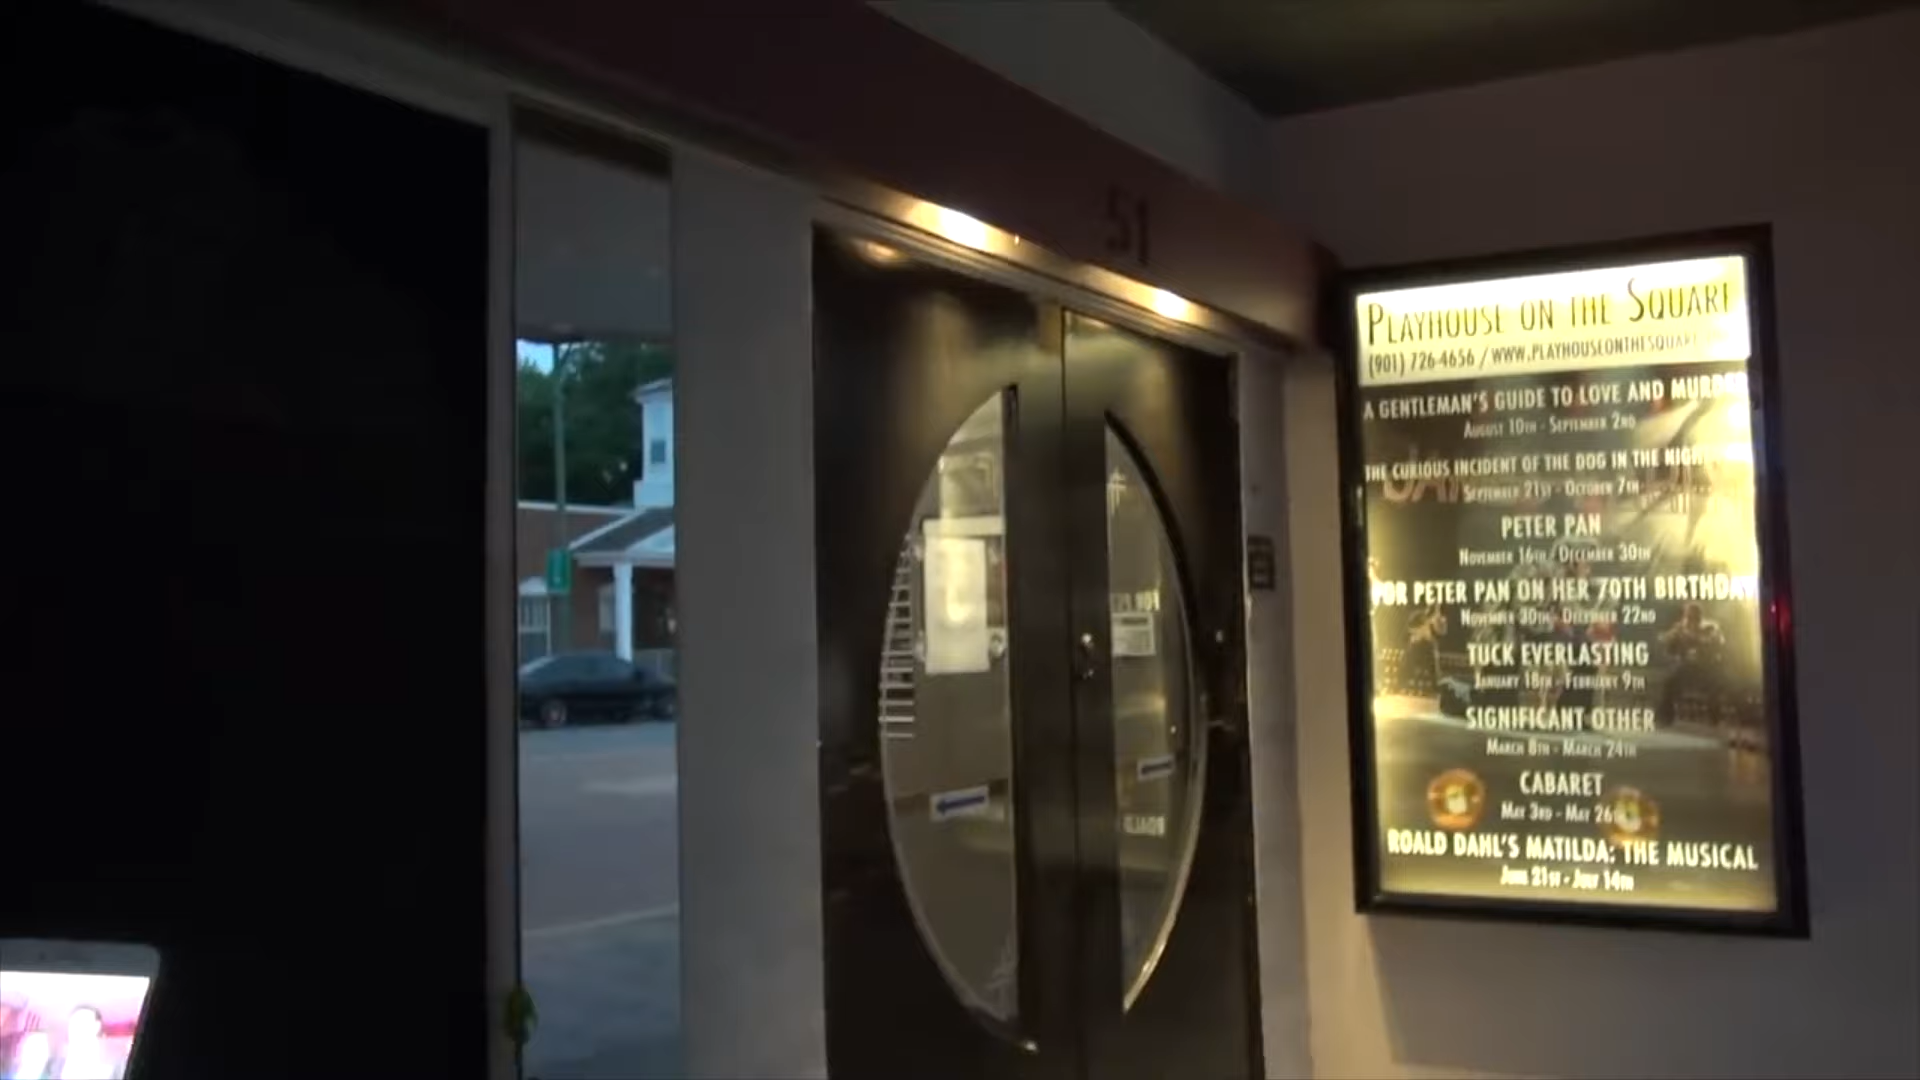 51
PLAYHOUSE ON THE SQUARE
(901) 726-4656 / WWW.PLAYHOUSEONTHESQUARE
A GENTLEMAN'S GUIDE TO LOVE AND MURDER
AUGUST 10TH - SEPTEMBER 2ND
THE CURIOUS INCIDENT OF THE DOG IN THE NIGH
SEPTEMBER 21ST - OCTOBER 7TH
PETER PAN
NOVEMBER 16TH / DECEMBER 30TH
FOR PETER PAN ON HER 70TH BIRTHDAY
NOVEMBER 30TH - DECEMBER 22ND
TUCK EVERLASTING
JANUARY 18TH - FEBRUARY 9TH
SIGNIFICANT OTHER
MARCH 8TH - MARCH 24TH
CABARET
MAY 3RD - MAY 26
ROALD DAHL'S MATILDA: THE MUSICAL
JUNE 21ST - JULY 14TH